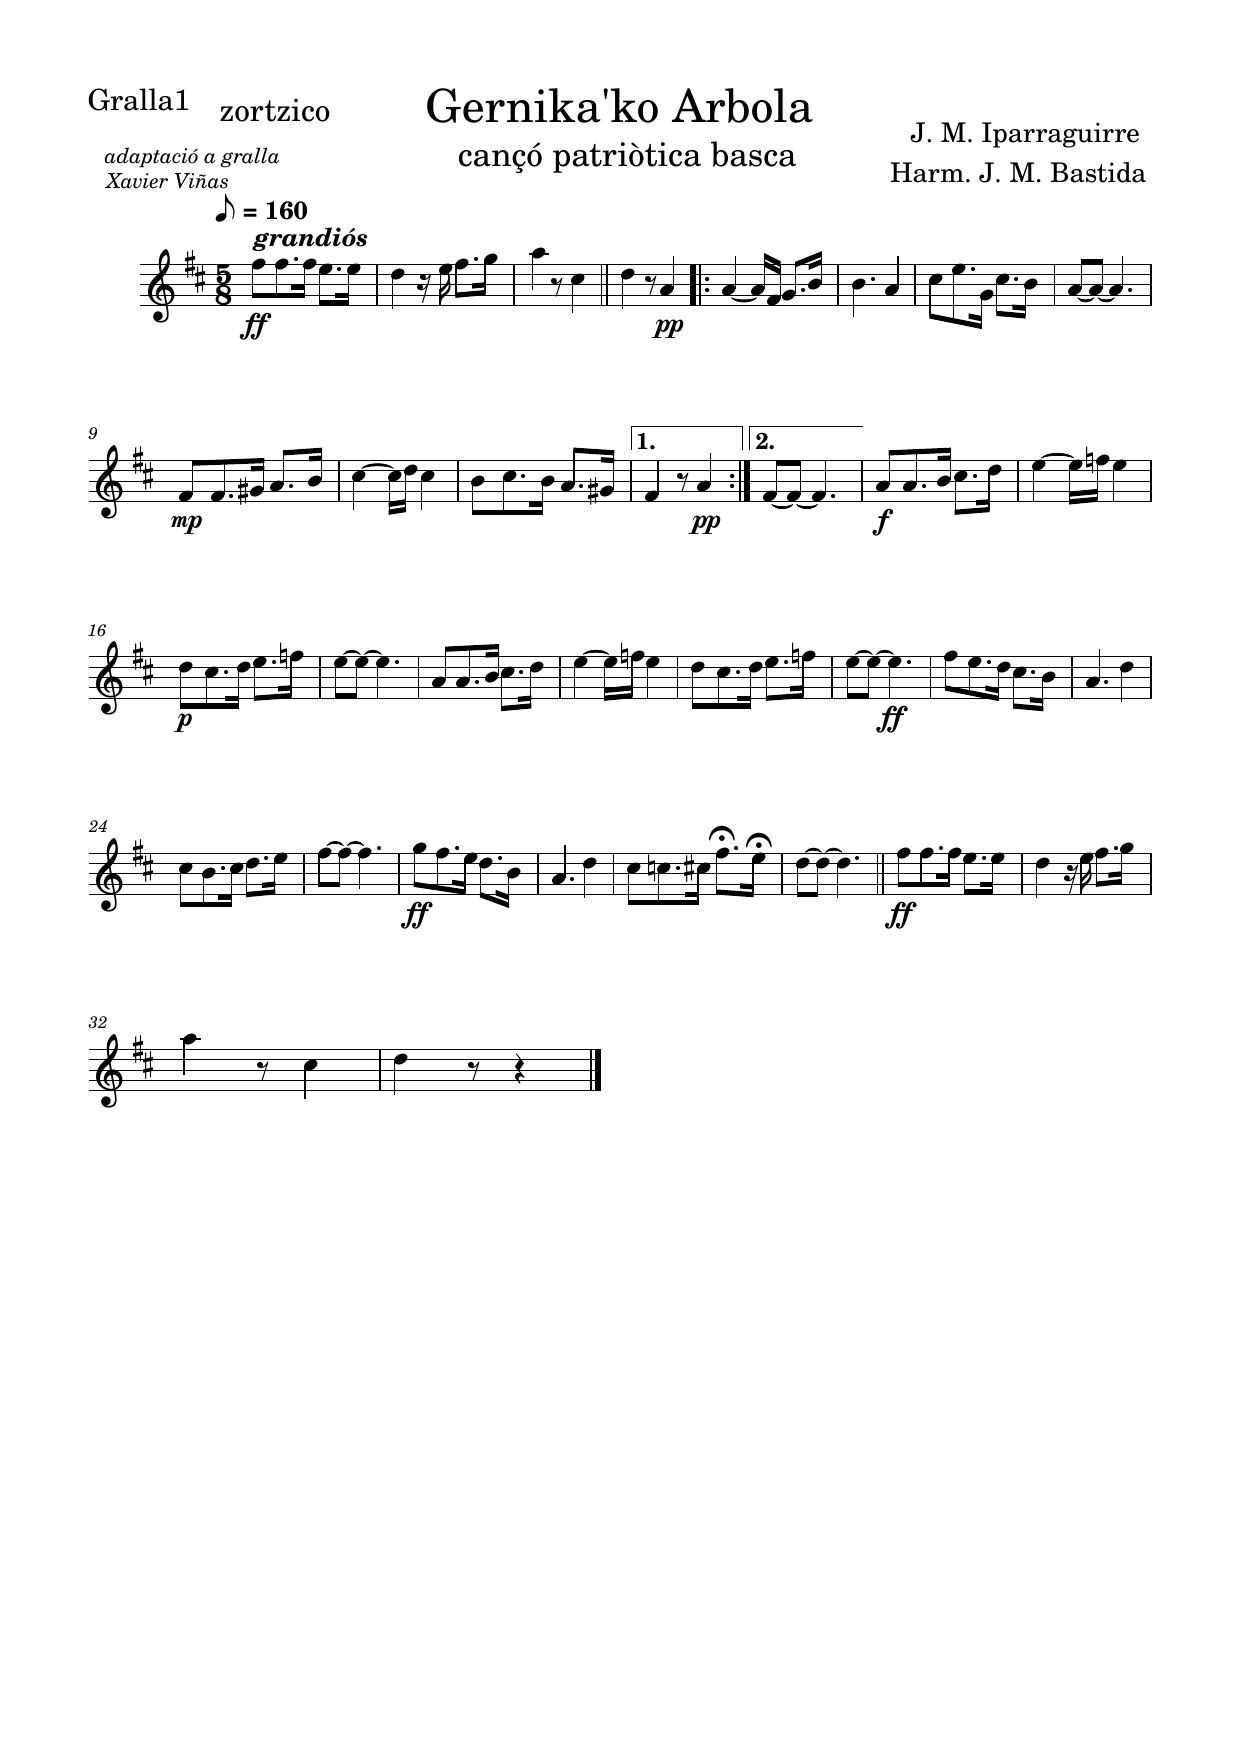 Gralla1
zortzico
Gernika'ko Arbola
cançó patriòtica basca
J. M. Iparraguirre
Harm. J. M. Bastida
adaptació a gralla
Xavier Viñas
♪ = 160
grandiós
5
8
ff
pp
9
1.
2.
mp
pp
f
16
p
ff
24
ff
ff
32